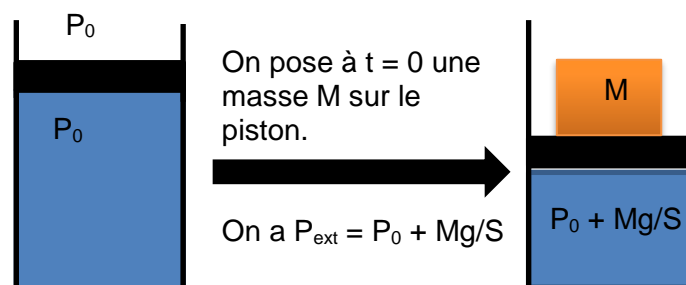 P₀
P₀
On pose à t = 0 une
masse M sur le
piston.
On a Pₑₓₜ = P₀ + Mg/S
M
P₀ + Mg/S